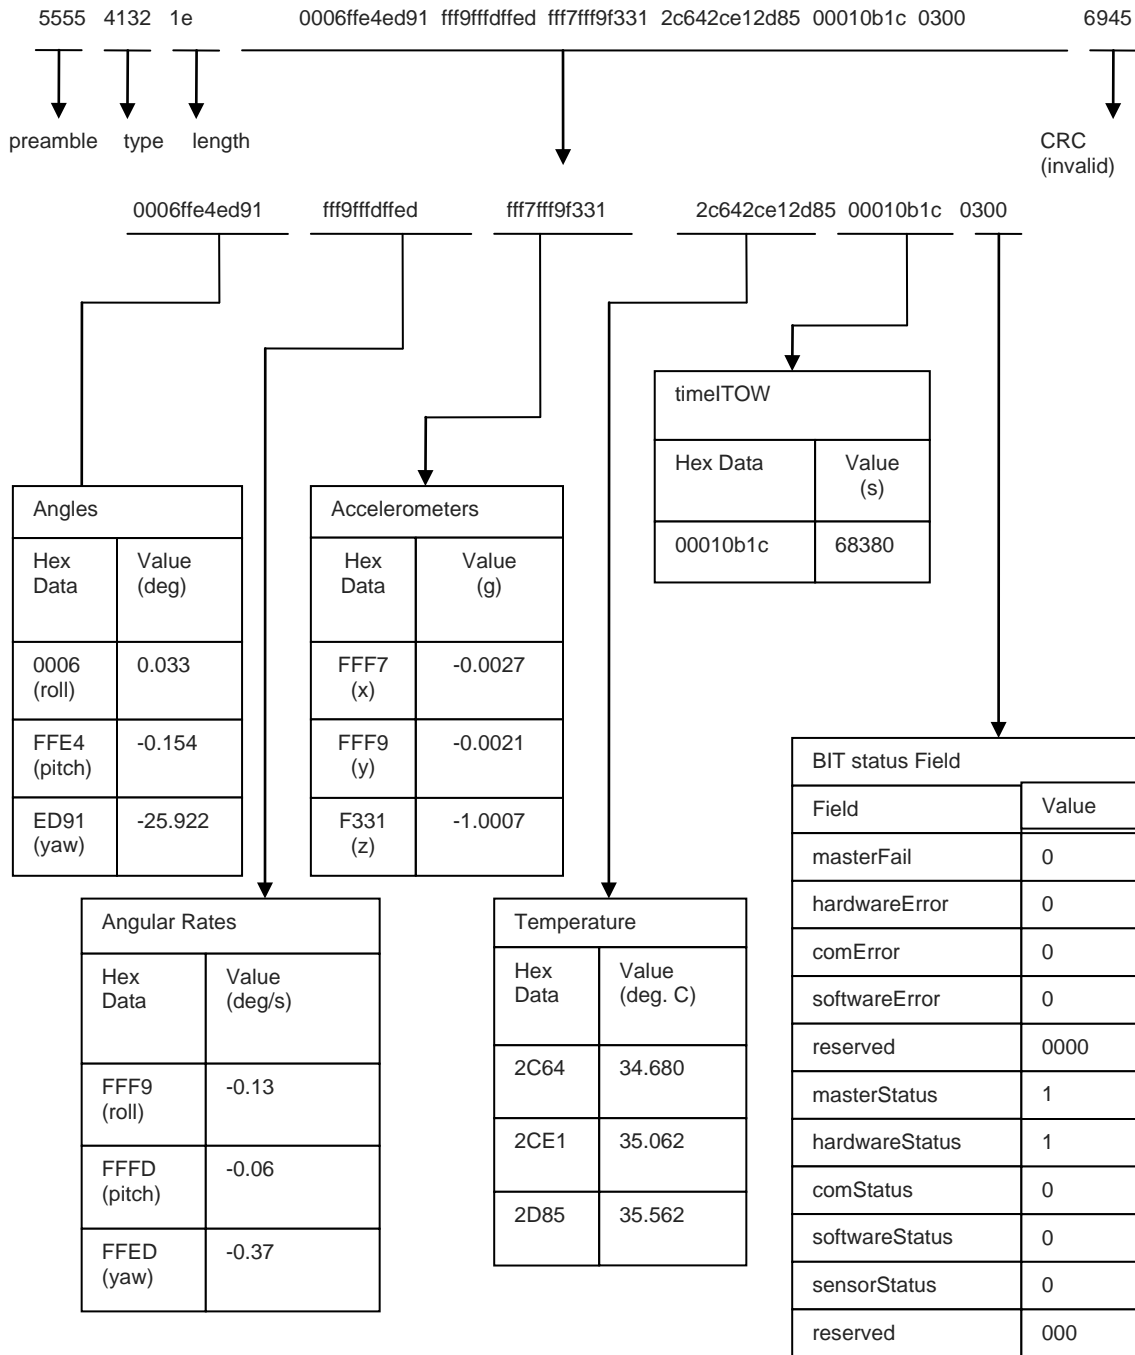 5555 4132 1e 0006ffe4ed91 fff9fffdffed fff7fff9f331 2c642ce12d85 00010b1c 0300 6945
preamble type length CRC
(invalid)
0006ffe4ed91 fff9fffdffed fff7fff9f331 2c642ce12d85 00010b1c 0300
timeITOW
Hex Data Value
(s)
00010b1c 68380
Angles
Hex Value
Data (deg)
0006 0.033
(roll)
FFE4 -0.154
(pitch)
ED91 -25.922
(yaw)
Accelerometers
Hex Value
Data (g)
FFF7 -0.0027
(x)
FFF9 -0.0021
(y)
F331 -1.0007
(z)
BIT status Field
Field Value
masterFail 0
hardwareError 0
comError 0
softwareError 0
reserved 0000
masterStatus 1
hardwareStatus 1
comStatus 0
softwareStatus 0
sensorStatus 0
reserved 000
Angular Rates
Hex Value
Data (deg/s)
FFF9 -0.13
(roll)
FFFD -0.06
(pitch)
FFED -0.37
(yaw)
Temperature
Hex Value
Data (deg. C)
2C64 34.680
2CE1 35.062
2D85 35.562